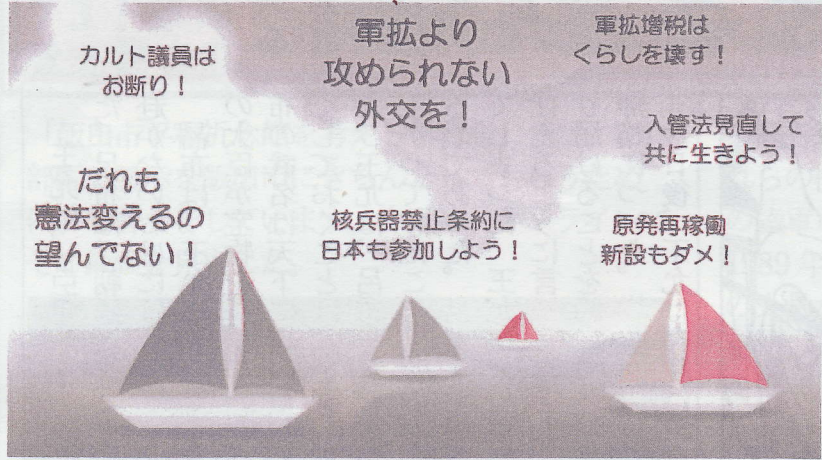 カルト議員は
お断り！
軍拡より
攻められない
外交を！
軍拡増税は
くらしを壊す！
入管法見直して
共に生きよう！
だれも
憲法変えるの
望んでない！
核兵器禁止条約に
日本も参加しよう！
原発再稼働
新設もダメ！